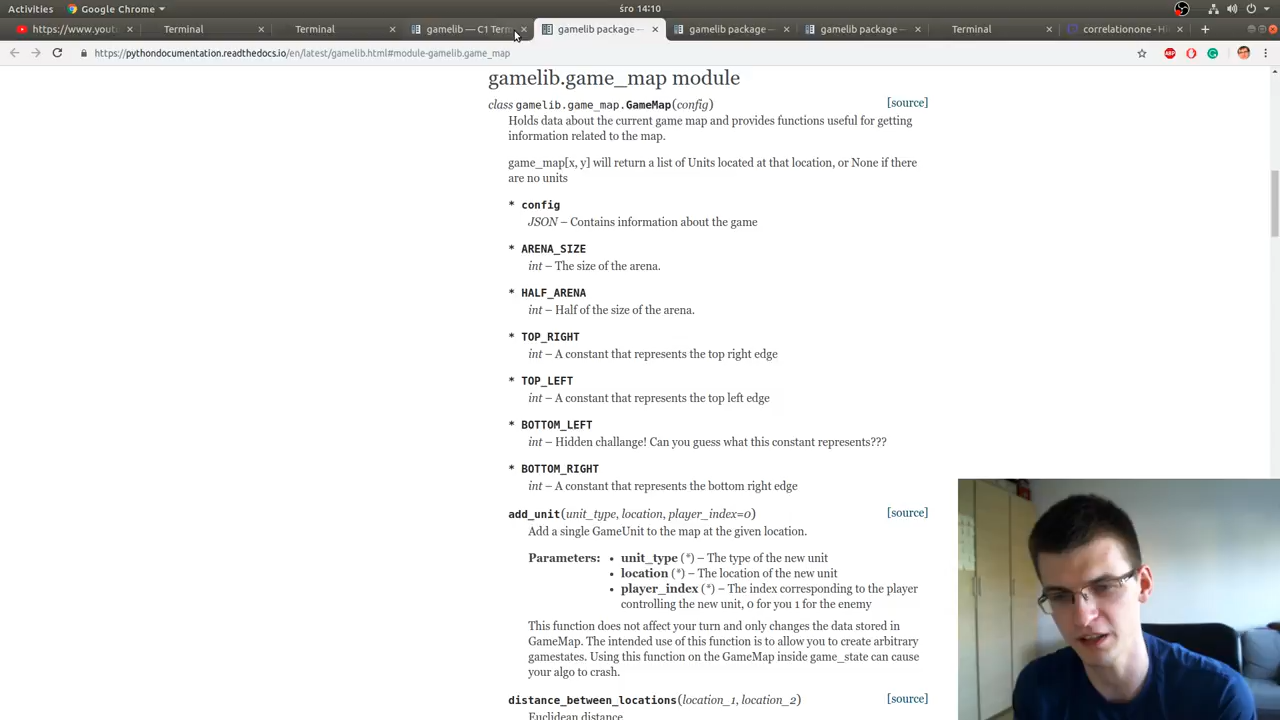 Activities Google Chrome śro 14:10
https://www.yout Terminal Terminal gamelib — C1 Term gamelib package — gamelib package — gamelib package — Terminal correlationone - Hi
https://pythondocumentation.readthedocs.io/en/latest/gamelib.html#module-gamelib.game_map ABP
gamelib.game_map module
class gamelib.game_map.GameMap(config) [source]
Holds data about the current game map and provides functions useful for getting
information related to the map.
game_map[x, y] will return a list of Units located at that location, or None if there
are no units
* config
JSON – Contains information about the game
* ARENA_SIZE
int – The size of the arena.
* HALF_ARENA
int – Half of the size of the arena.
* TOP_RIGHT
int – A constant that represents the top right edge
* TOP_LEFT
int – A constant that represents the top left edge
* BOTTOM_LEFT
int – Hidden challange! Can you guess what this constant represents???
* BOTTOM_RIGHT
int – A constant that represents the bottom right edge
add_unit(unit_type, location, player_index=0) [source]
Add a single GameUnit to the map at the given location.
Parameters: • unit_type (*) – The type of the new unit
• location (*) – The location of the new unit
• player_index (*) – The index corresponding to the player
controlling the new unit, 0 for you 1 for the enemy
This function does not affect your turn and only changes the data stored in
GameMap. The intended use of this function is to allow you to create arbitrary
gamestates. Using this function on the GameMap inside game_state can cause
your algo to crash.
distance_between_locations(location_1, location_2) [source]
Euclidean distance